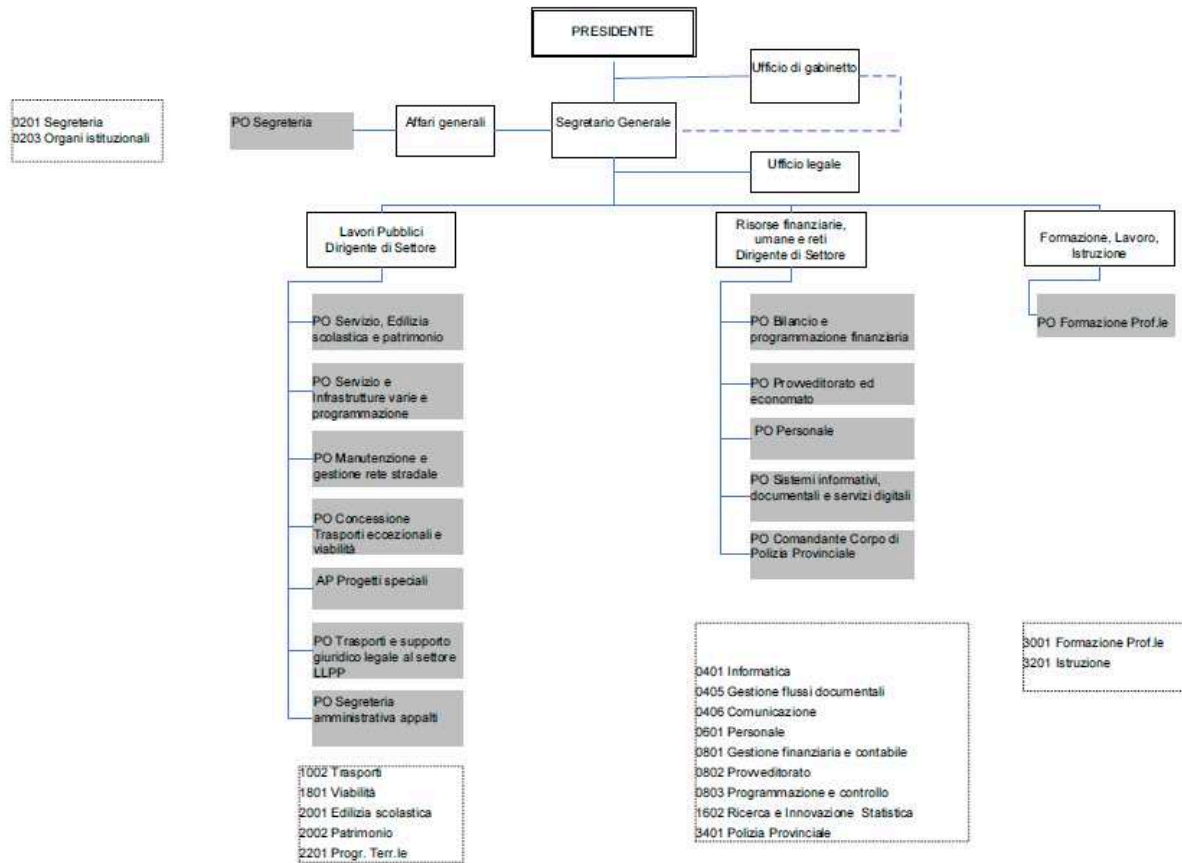 PRESIDENTE
Ufficio di gabinetto
0201 Segreteria
0203 Organi istituzionali
PO Segreteria
Affari generali
Segretario Generale
Ufficio legale
Lavori Pubblici
Dirigente di Settore
Risorse finanziarie,
umane e reti
Dirigente di Settore
Formazione, Lavoro,
Istruzione
PO Servizio, Edilizia
scolastica e patrimonio
PO Servizio e
Infrastrutture varie e
programmazione
PO Manutenzione e
gestione rete stradale
PO Concessione
Trasporti eccezionali e
viabilità
AP Progetti speciali
PO Trasporti e supporto
giuridico legale al settore
LLPP
PO Segreteria
amministrativa appalti
PO Bilancio e
programmazione finanziaria
PO Provveditorato ed
economato
PO Personale
PO Sistemi informativi,
documentali e servizi digitali
PO Comandante Corpo di
Polizia Provinciale
PO Formazione Prof.le
1002 Trasporti
1801 Viabilità
2001 Edilizia scolastica
2002 Patrimonio
2201 Progr. Terr.le
0401 Informatica
0405 Gestione flussi documentali
0406 Comunicazione
0601 Personale
0801 Gestione finanziaria e contabile
0802 Provveditorato
0803 Programmazione e controllo
1602 Ricerca e Innovazione Statistica
3401 Polizia Provinciale
3001 Formazione Prof.le
3201 Istruzione